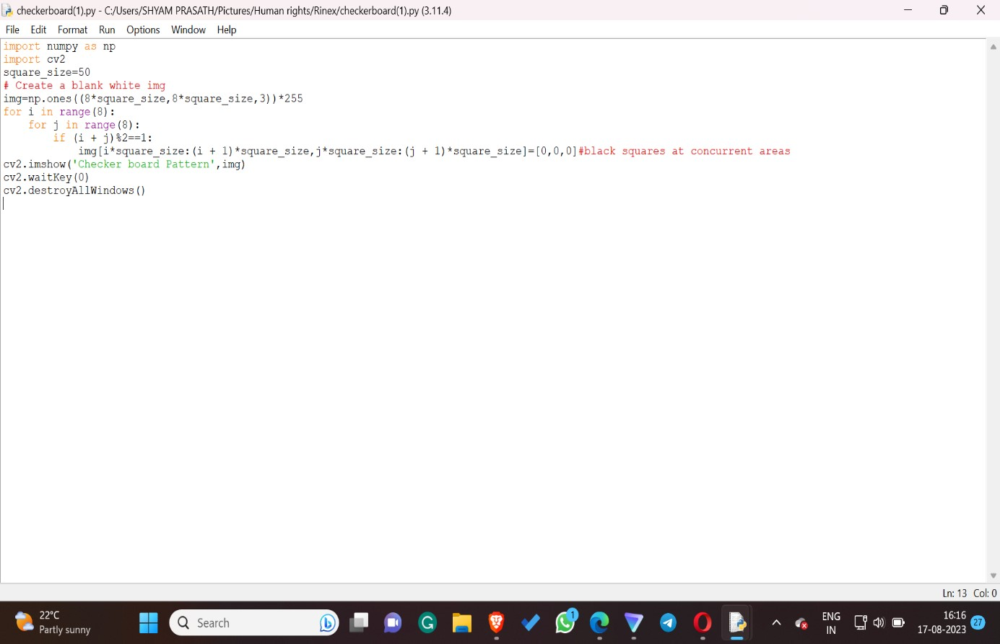 checkerboard(1).py - C:/Users/SHYAM PRASATH/Pictures/Human rights/Rinex/checkerboard(1).py (3.11.4)
File Edit Format Run Options Window Help
import numpy as np
import cv2
square_size=50
# Create a blank white img
img=np.ones((8*square_size,8*square_size,3))*255
for i in range(8):
    for j in range(8):
        if (i + j)%2==1:
            img[i*square_size:(i + 1)*square_size,j*square_size:(j + 1)*square_size]=[0,0,0]#black squares at concurrent areas
cv2.imshow('Checker board Pattern',img)
cv2.waitKey(0)
cv2.destroyAllWindows()
Ln: 13 Col: 0
22°C
Partly sunny
Search
1
ENG
IN
16:16
17-08-2023
27